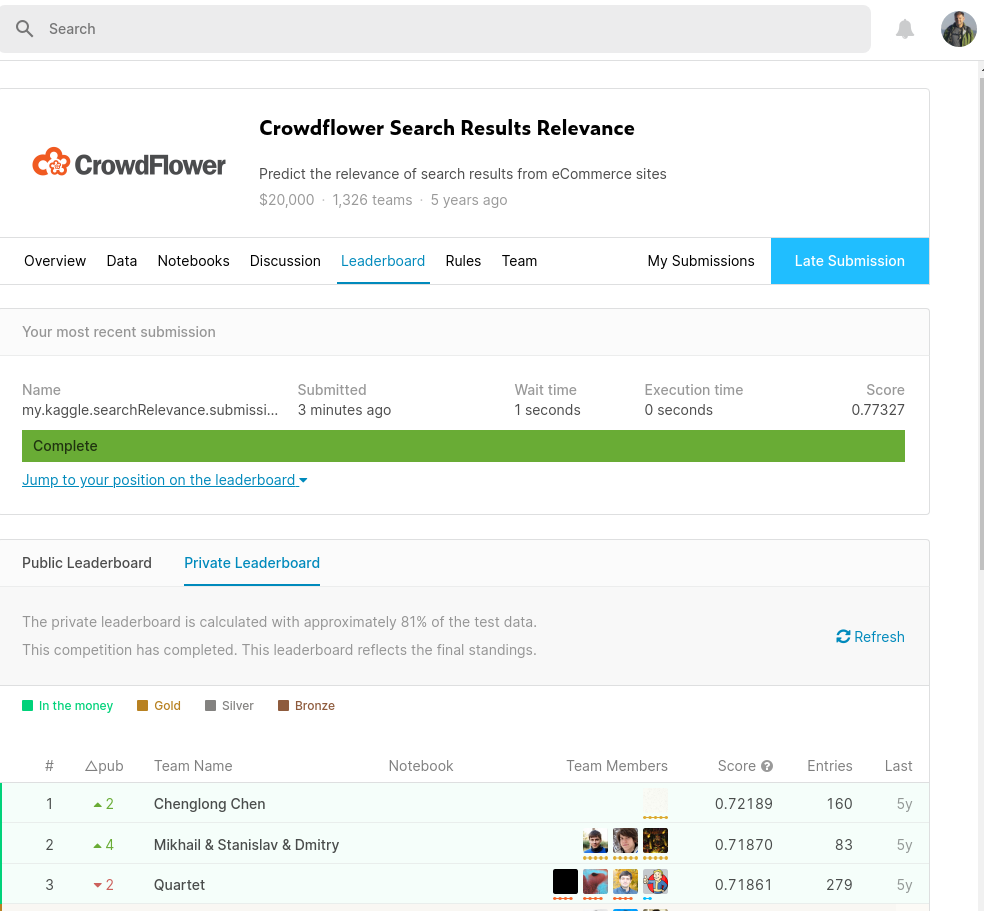 Search
Crowdflower Search Results Relevance
CrowdFlower
Predict the relevance of search results from eCommerce sites
$20,000 · 1,326 teams · 5 years ago
Overview Data Notebooks Discussion Leaderboard Rules Team My Submissions Late Submission
Your most recent submission
Name Submitted Wait time Execution time Score
my.kaggle.searchRelevance.submissi... 3 minutes ago 1 seconds 0 seconds 0.77327
Complete
Jump to your position on the leaderboard
Public Leaderboard Private Leaderboard
The private leaderboard is calculated with approximately 81% of the test data.
This competition has completed. This leaderboard reflects the final standings.
Refresh
In the money Gold Silver Bronze
# △pub Team Name Notebook Team Members Score Entries Last
1 2 Chenglong Chen 0.72189 160 5y
2 4 Mikhail & Stanislav & Dmitry 0.71870 83 5y
3 2 Quartet 0.71861 279 5y